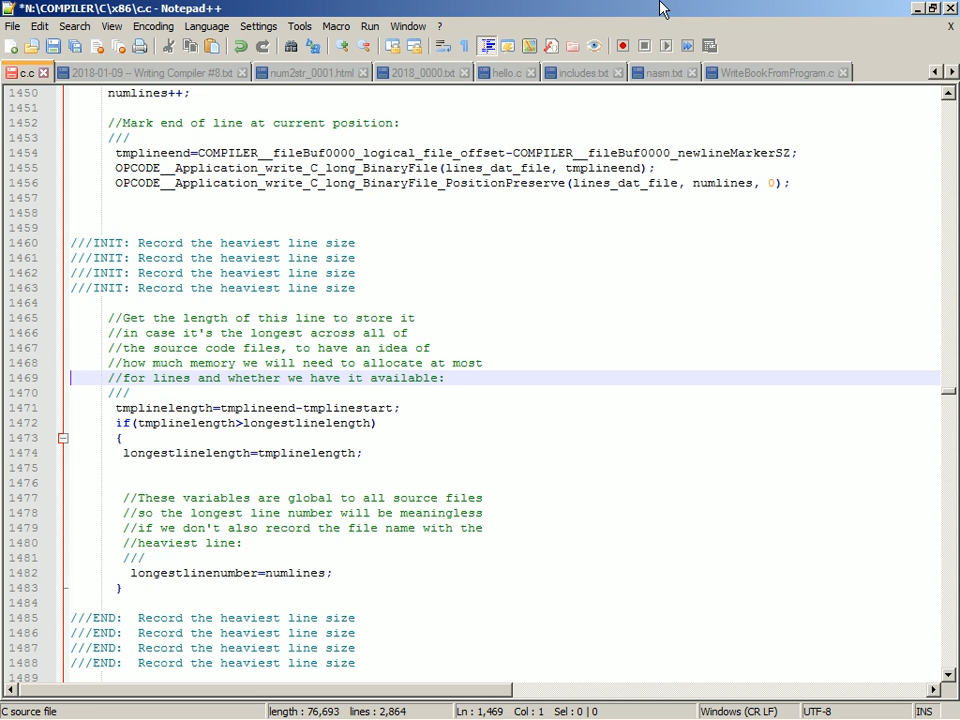 *N:\COMPILER\C\x86\c.c - Notepad++
File Edit Search View Encoding Language Settings Tools Macro Run Window ? X
c.c 2018-01-09 -- Writing Compiler #8.txt num2str_0001.html 2018_0000.txt hello.c includes.txt nasm.txt WriteBookFromProgram.c
1450 numlines++;
1451
1452 //Mark end of line at current position:
1453 ///
1454 tmplineend=COMPILER__fileBuf0000_logical_file_offset-COMPILER__fileBuf0000_newlineMarkerSZ;
1455 OPCODE__Application_write_C_long_BinaryFile(lines_dat_file, tmplineend);
1456 OPCODE__Application_write_C_long_BinaryFile_PositionPreserve(lines_dat_file, numlines, 0);
1457
1458
1459
1460 ///INIT: Record the heaviest line size
1461 ///INIT: Record the heaviest line size
1462 ///INIT: Record the heaviest line size
1463 ///INIT: Record the heaviest line size
1464
1465 //Get the length of this line to store it
1466 //in case it's the longest across all of
1467 //the source code files, to have an idea of
1468 //how much memory we will need to allocate at most
1469 //for lines and whether we have it available:
1470 ///
1471 tmplinelength=tmplineend-tmplinestart;
1472 if(tmplinelength>longestlinelength)
1473 {
1474 longestlinelength=tmplinelength;
1475
1476
1477 //These variables are global to all source files
1478 //so the longest line number will be meaningless
1479 //if we don't also record the file name with the
1480 //heaviest line:
1481 ///
1482 longestlinenumber=numlines;
1483 }
1484
1485 ///END: Record the heaviest line size
1486 ///END: Record the heaviest line size
1487 ///END: Record the heaviest line size
1488 ///END: Record the heaviest line size
1489
C source file length : 76,693 lines : 2,864 Ln : 1,469 Col : 1 Sel : 0 | 0 Windows (CR LF) UTF-8 INS